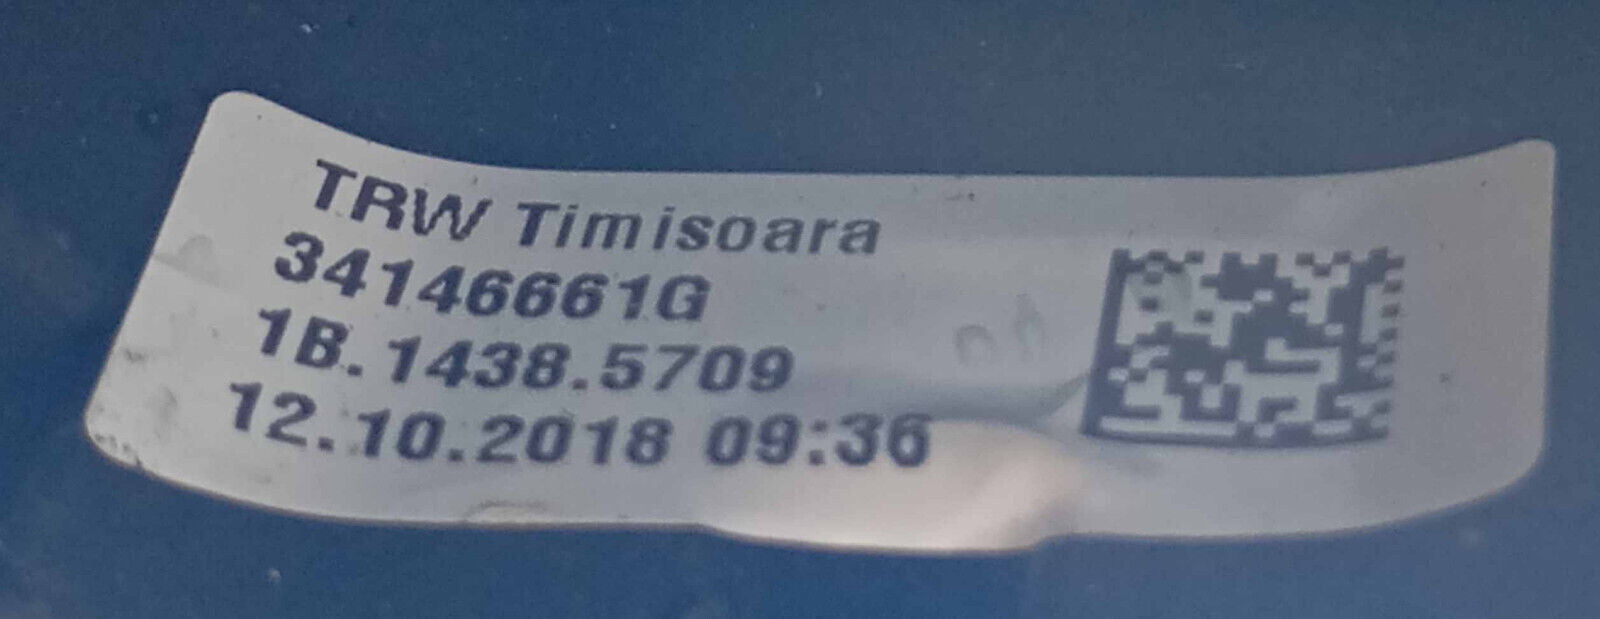 TRW Timisoara
34146661G
1B.1438.5709
12.10.2018 09:36